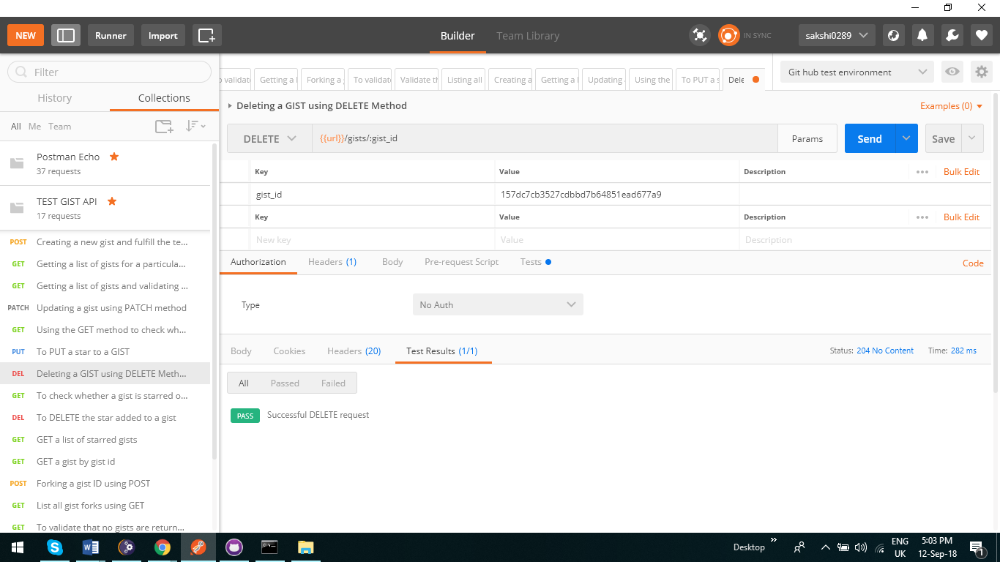 NEW
Runner
Import
Builder
Team Library
IN SYNC
sakshi0289
Filter
History
Collections
All Me Team
Postman Echo
37 requests
TEST GIST API
17 requests
POST Creating a new gist and fulfill the te...
GET Getting a list of gists for a particula...
GET Getting a list of gists and validating ...
PATCH Updating a gist using PATCH method
GET Using the GET method to check wh...
PUT To PUT a star to a GIST
DEL Deleting a GIST using DELETE Meth...
GET To check whether a gist is starred o...
DEL To DELETE the star added to a gist
GET GET a list of starred gists
GET GET a gist by gist id
POST Forking a gist ID using POST
GET List all gist forks using GET
GET To validate that no gists are return...
o validat
Getting a l
Forking a
To validat
Validate th
Listing all
Creating a
Getting a l
Updating
Using the
To PUT a s
Dele
Git hub test environment
Deleting a GIST using DELETE Method
Examples (0)
DELETE
{{url}}/gists/:gist_id
Params
Send
Save
Key Value Description Bulk Edit
gist_id 157dc7cb3527cdbbd7b64851ead677a9
Key Value Description Bulk Edit
New key Value Description
Authorization Headers (1) Body Pre-request Script Tests
Code
Type No Auth
Body Cookies Headers (20) Test Results (1/1)
Status: 204 No Content Time: 282 ms
All Passed Failed
PASS Successful DELETE request
Desktop
ENG
UK
5:03 PM
12-Sep-18
1